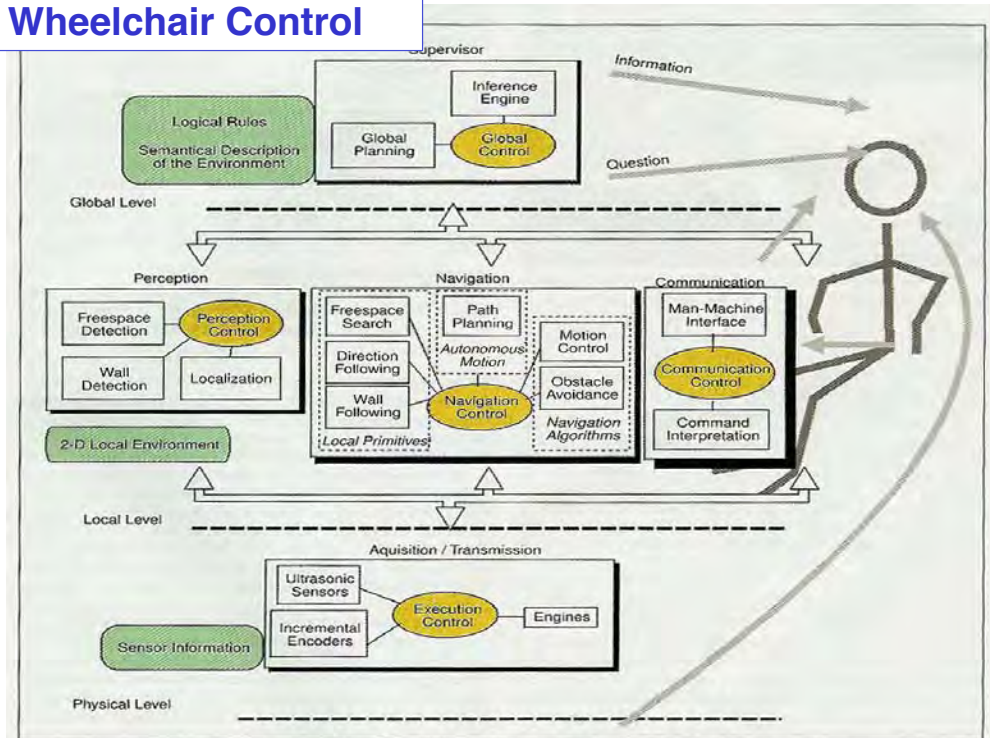 Wheelchair Control
Supervisor
Information
Inference
Engine
Logical Rules
Semantical Description
of the Environment
Global
Planning
Global
Control
Question
Global Level
Perception
Navigation
Communication
Freespace
Detection
Perception
Control
Wall
Detection
Localization
Freespace
Search
Path
Planning
Autonomous
Motion
Motion
Control
Direction
Following
Obstacle
Avoidance
Wall
Following
Navigation
Control
Local Primitives
Navigation
Algorithms
Man-Machine
Interface
Communication
Control
Command
Interpretation
2-D Local Environment
Local Level
Aquisition / Transmission
Ultrasonic
Sensors
Execution
Control
Engines
Incremental
Encoders
Sensor Information
Physical Level